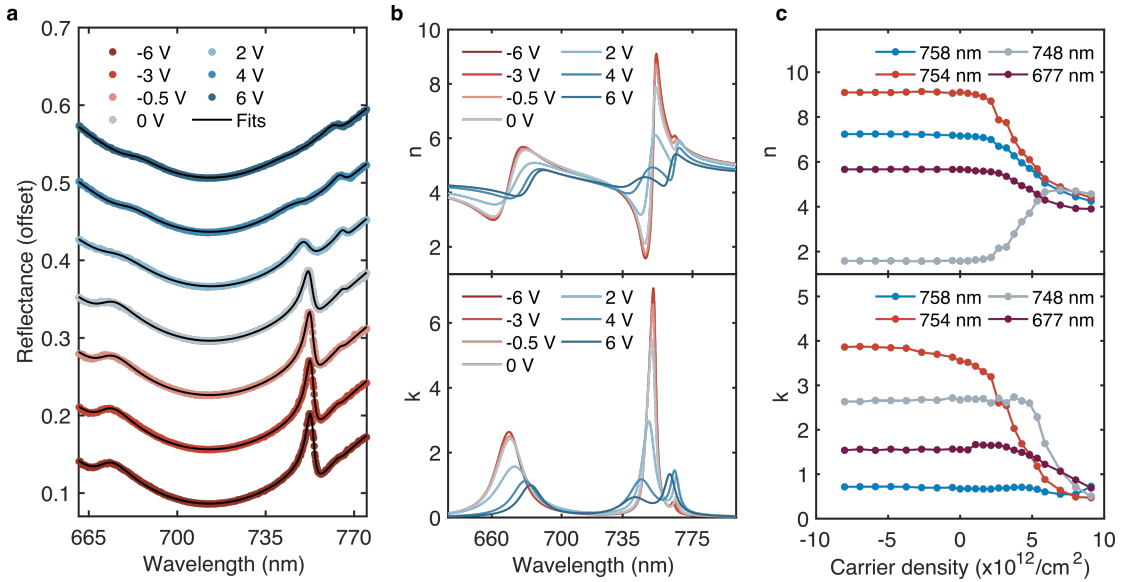 a
0.7
0.6
0.5
0.4
0.3
0.2
0.1
Reflectance (offset)
-6 V
-3 V
-0.5 V
0 V
2 V
4 V
6 V
Fits
665
700
735
770
Wavelength (nm)
b
10
8
6
4
2
n
-6 V
-3 V
-0.5 V
0 V
2 V
4 V
6 V
6
4
2
0
k
-6 V
-3 V
-0.5 V
0 V
2 V
4 V
6 V
660
700
735
775
Wavelength (nm)
c
10
8
6
4
2
n
758 nm
754 nm
748 nm
677 nm
5
4
3
2
1
0
k
758 nm
754 nm
748 nm
677 nm
-10
-5
0
5
10
Carrier density (x10¹²/cm²)